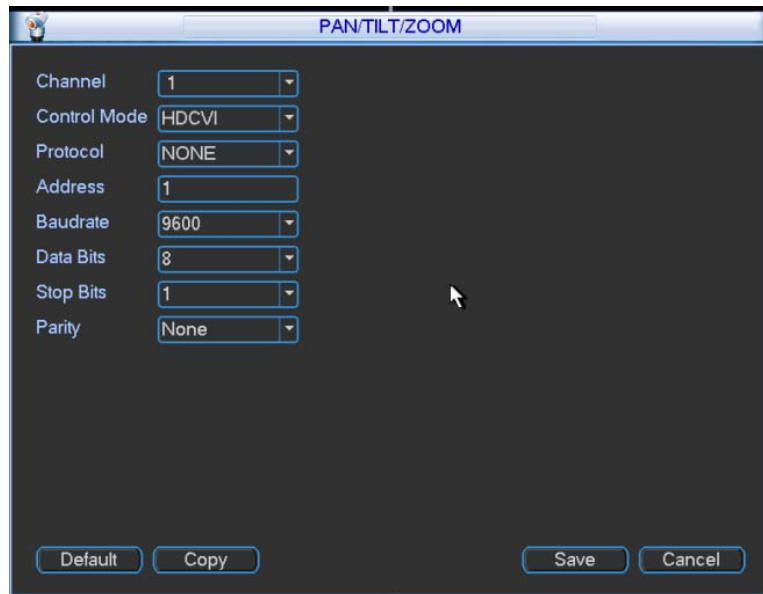 PAN/TILT/ZOOM
Channel 1
Control Mode HDCVI
Protocol NONE
Address 1
Baudrate 9600
Data Bits 8
Stop Bits 1
Parity None
Default Copy Save Cancel